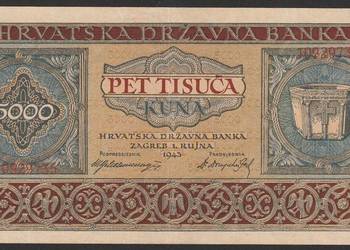 HRVATSKA DRŽAVNA BANKA
5000
PET TISUĆA
KUNA
HRVATSKA DRŽAVNA BANKA
ZAGREB 1. RUJNA
1943